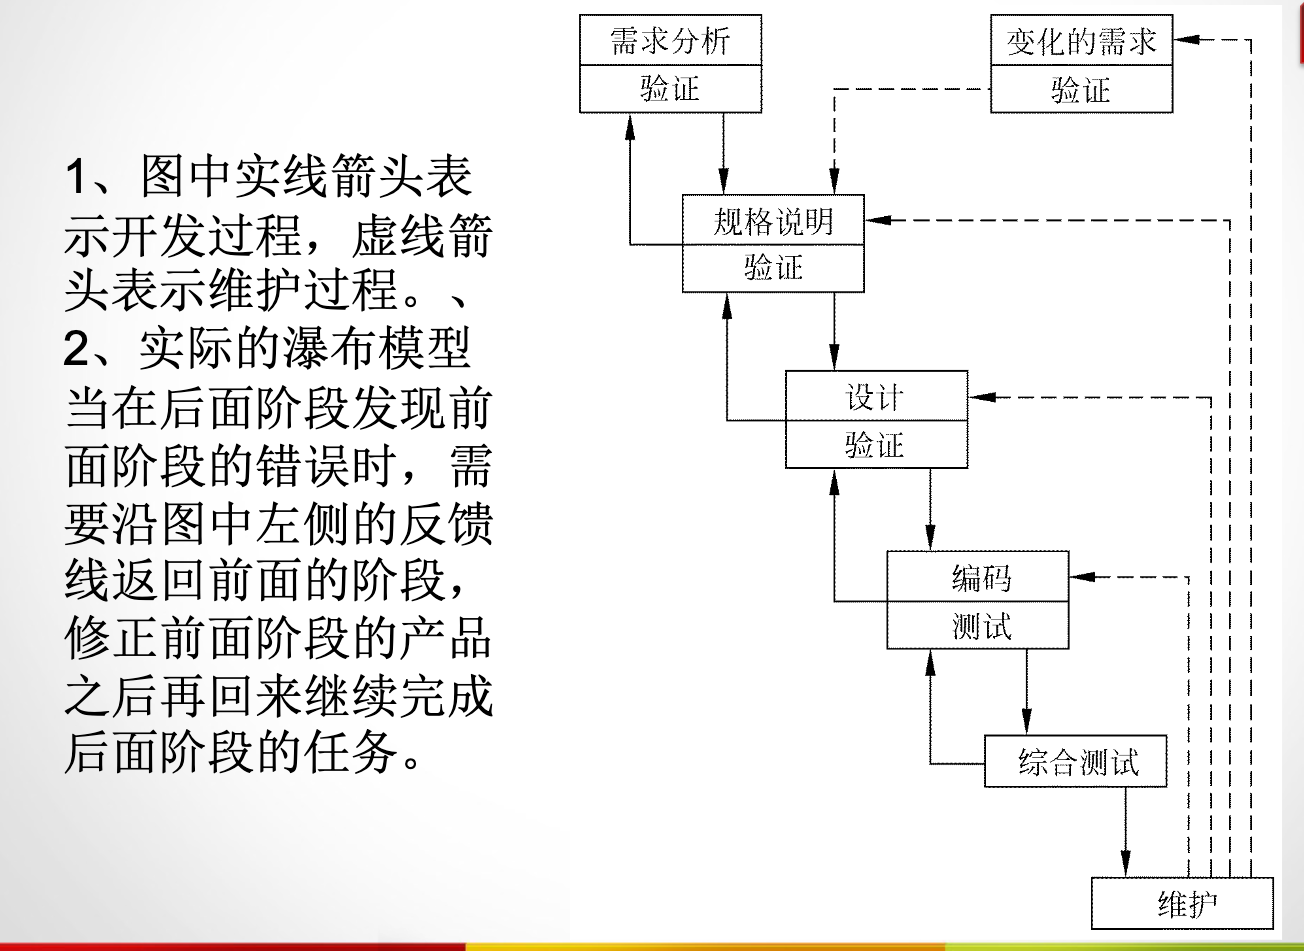 1、图中实线箭头表
示开发过程，虚线箭
头表示维护过程。、
2、实际的瀑布模型
当在后面阶段发现前
面阶段的错误时，需
要沿图中左侧的反馈
线返回前面的阶段，
修正前面阶段的产品
之后再回来继续完成
后面阶段的任务。
需求分析
验证
变化的需求
验证
规格说明
验证
设计
验证
编码
测试
综合测试
维护